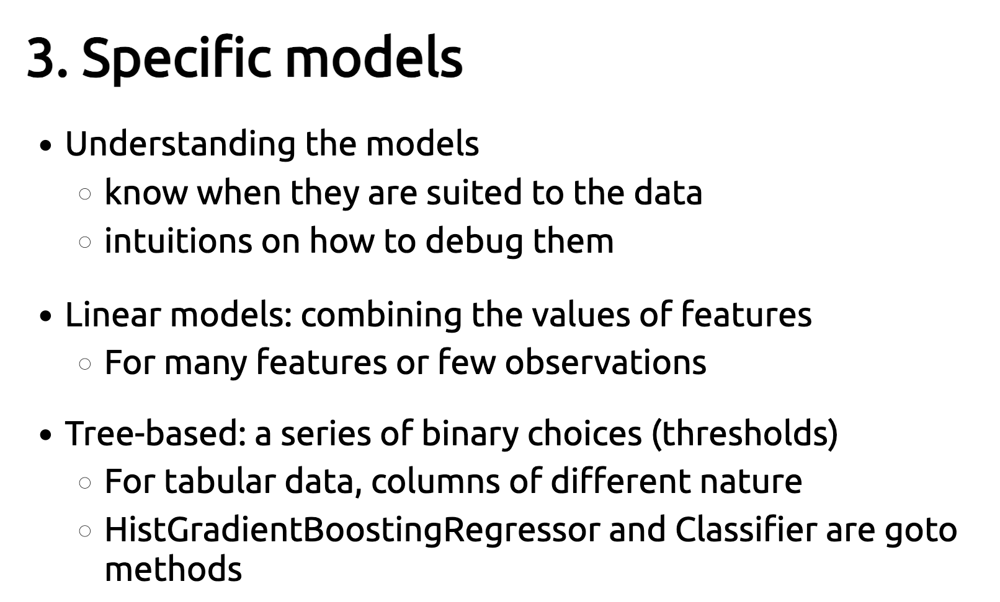 3. Specific models
• Understanding the models
○ know when they are suited to the data
○ intuitions on how to debug them
• Linear models: combining the values of features
○ For many features or few observations
• Tree-based: a series of binary choices (thresholds)
○ For tabular data, columns of different nature
○ HistGradientBoostingRegressor and Classifier are goto
methods